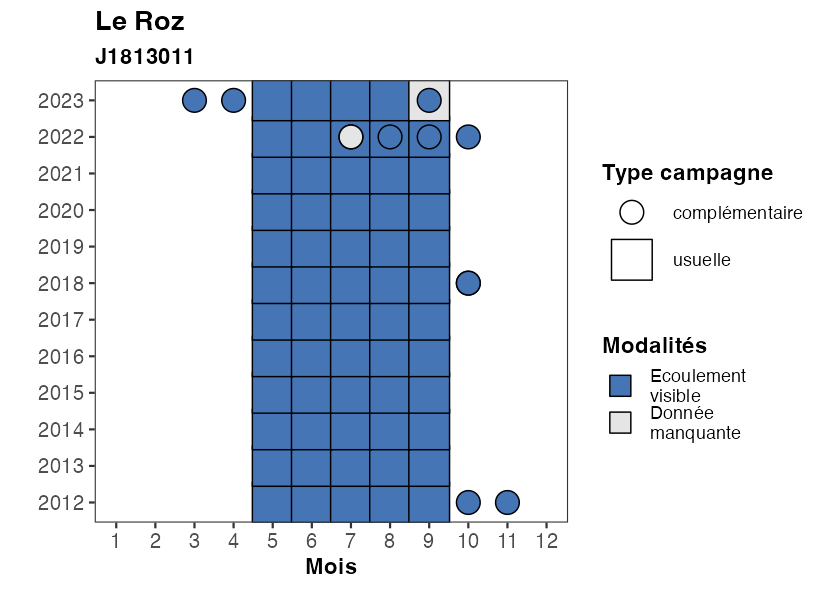 Le Roz
J1813011
2023
2022
2021
2020
2019
2018
2017
2016
2015
2014
2013
2012
1 2 3 4 5 6 7 8 9 10 11 12
Mois
Type campagne
complémentaire
usuelle
Modalités
Ecoulement
visible
Donnée
manquante